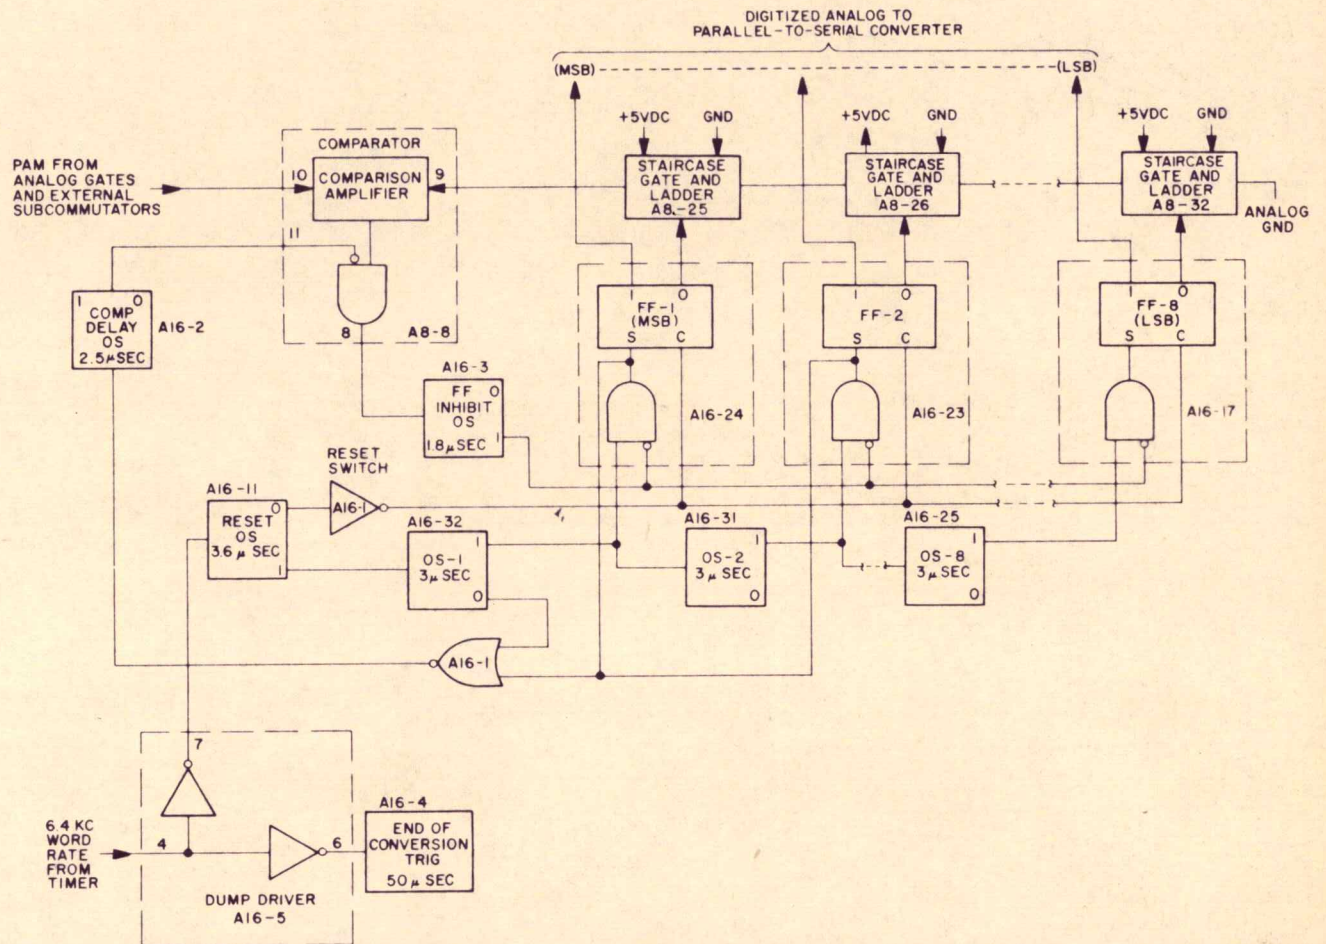 DIGITIZED ANALOG TO
PARALLEL-TO-SERIAL CONVERTER
(MSB)
(LSB)
+5VDC
GND
+5VDC
GND
+5VDC
GND
COMPARATOR
PAM FROM
ANALOG GATES
AND EXTERNAL
SUBCOMMUTATORS
10
COMPARISON
AMPLIFIER
9
STAIRCASE
GATE AND
LADDER
A8-25
STAIRCASE
GATE AND
LADDER
A8-26
STAIRCASE
GATE AND
LADDER
A8-32
ANALOG
GND
11
1 0
COMP
DELAY
OS
2.5μSEC
A16-2
8
A8-8
1 0
FF-1
(MSB)
S C
A16-24
1 0
FF-2
S C
A16-23
1 0
FF-8
(LSB)
S C
A16-17
A16-3
FF 0
INHIBIT
OS
1
1.8μSEC
RESET
SWITCH
A16-1
A16-11
0
RESET
OS
3.6 μ SEC
1
A16-32
1
OS-1
3μSEC
0
A16-31
1
OS-2
3μSEC
0
A16-25
1
OS-8
3μSEC
0
A16-1
7
6.4 KC
WORD
RATE
FROM
TIMER
4
6
A16-4
END OF
CONVERSION
TRIG
50 μ SEC
DUMP DRIVER
A16-5